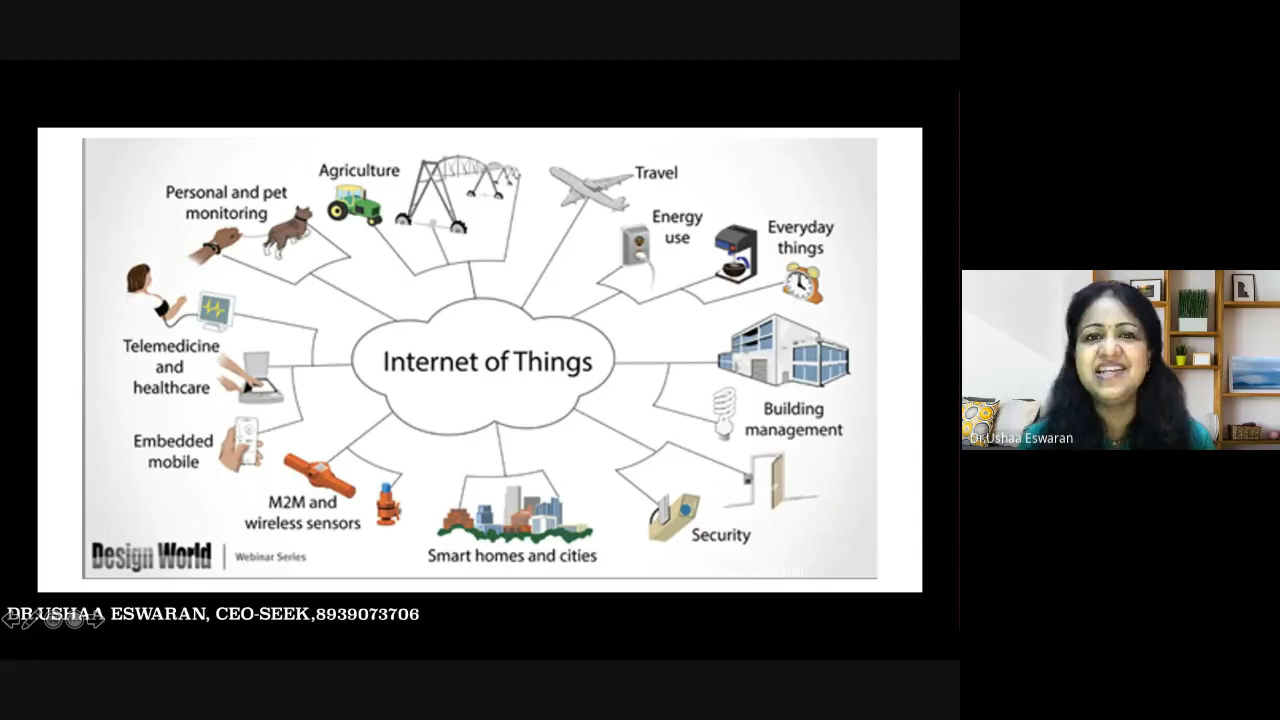 Agriculture
Travel
Personal and pet
monitoring
Energy
use
Everyday
things
Internet of Things
Telemedicine
and
healthcare
Building
management
Embedded
mobile
M2M and
wireless sensors
Smart homes and cities
Security
Design World
Webinar Series
DR.USHAA ESWARAN, CEO-SEEK,8939073706
Dr.Ushaa Eswaran